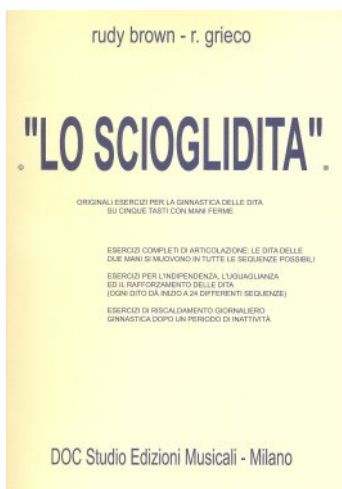 rudy brown - r. grieco
© "LO SCIOGLIDITA" ®
ORIGINALI ESERCIZI PER LA GINNASTICA DELLE DITA
SU CINQUE TASTI CON MANI FERME
ESERCIZI COMPLETI DI ARTICOLAZIONE: LE DITA DELLE
DUE MANI SI MUOVONO IN TUTTE LE SEQUENZE POSSIBILI
ESERCIZI PER L'INDIPENDENZA, L'UGUAGLIANZA
ED IL RAFFORZAMENTO DELLE DITA
(OGNI DITO DÀ INIZIO A 24 DIFFERENTI SEQUENZE)
ESERCIZI DI RISCALDAMENTO GIORNALIERO
GINNASTICA DOPO UN PERIODO DI INATTIVITÀ
DOC Studio Edizioni Musicali - Milano